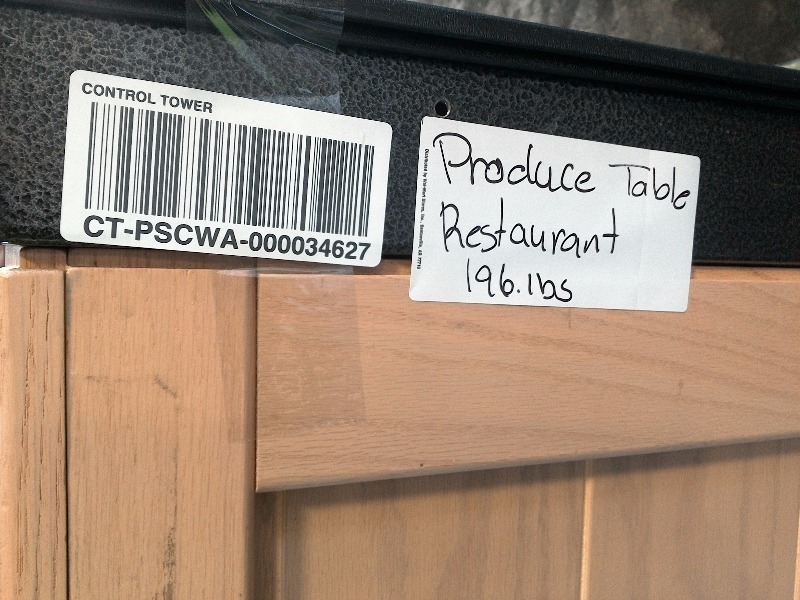 CONTROL TOWER
CT-PSCWA-000034627
Produce Table
Restaurant
196.lbs